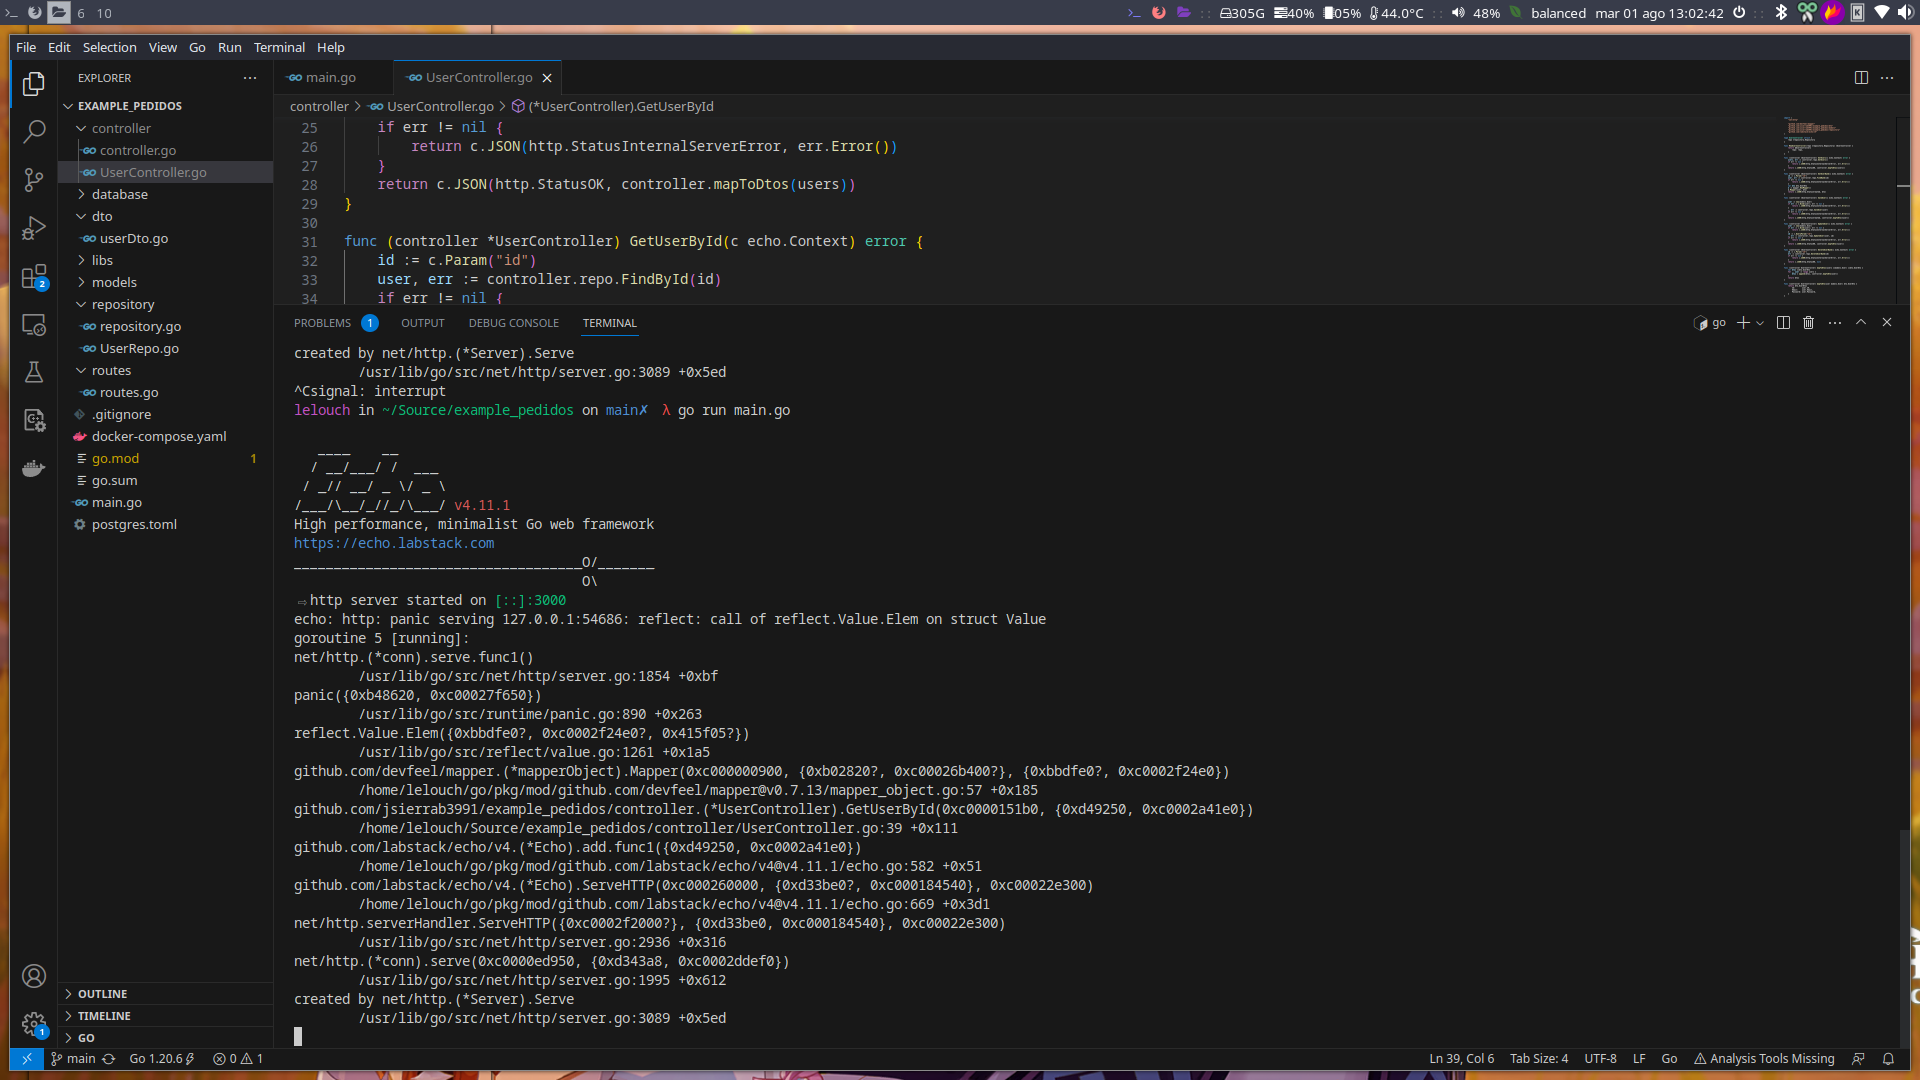 6 10
305G 40% 05% 44.0°C 48% balanced mar 01 ago 13:02:42
File Edit Selection View Go Run Terminal Help
EXPLORER
main.go
UserController.go
EXAMPLE_PEDIDOS
controller
controller.go
UserController.go
database
dto
userDto.go
libs
models
repository
repository.go
UserRepo.go
routes
routes.go
.gitignore
docker-compose.yaml
go.mod 1
go.sum
main.go
postgres.toml
OUTLINE
TIMELINE
GO
controller > UserController.go > (*UserController).GetUserById
25 if err != nil {
26 return c.JSON(http.StatusInternalServerError, err.Error())
27 }
28 return c.JSON(http.StatusOK, controller.mapToDtos(users))
29 }
30
31 func (controller *UserController) GetUserById(c echo.Context) error {
32 id := c.Param("id")
33 user, err := controller.repo.FindById(id)
34 if err != nil {
PROBLEMS 1 OUTPUT DEBUG CONSOLE TERMINAL
go
created by net/http.(*Server).Serve
/usr/lib/go/src/net/http/server.go:3089 +0x5ed
^Csignal: interrupt
lelouch in ~/Source/example_pedidos on main✗ λ go run main.go
   ____    __
  / __/___/ /  ___
 / _// __/ _ \/ _ \
/___/\__/_//_/\___/ v4.11.1
High performance, minimalist Go web framework
https://echo.labstack.com
____________________________________O/_______
                                    O\
⇨ http server started on [::]:3000
echo: http: panic serving 127.0.0.1:54686: reflect: call of reflect.Value.Elem on struct Value
goroutine 5 [running]:
net/http.(*conn).serve.func1()
/usr/lib/go/src/net/http/server.go:1854 +0xbf
panic({0xb48620, 0xc00027f650})
/usr/lib/go/src/runtime/panic.go:890 +0x263
reflect.Value.Elem({0xbbdfe0?, 0xc0002f24e0?, 0x415f05?})
/usr/lib/go/src/reflect/value.go:1261 +0x1a5
github.com/devfeel/mapper.(*mapperObject).Mapper(0xc000000900, {0xb02820?, 0xc00026b400?}, {0xbbdfe0?, 0xc0002f24e0})
/home/lelouch/go/pkg/mod/github.com/devfeel/mapper@v0.7.13/mapper_object.go:57 +0x185
github.com/jsierrab3991/example_pedidos/controller.(*UserController).GetUserById(0xc0000151b0, {0xd49250, 0xc0002a41e0})
/home/lelouch/Source/example_pedidos/controller/UserController.go:39 +0x111
github.com/labstack/echo/v4.(*Echo).add.func1({0xd49250, 0xc0002a41e0})
/home/lelouch/go/pkg/mod/github.com/labstack/echo/v4@v4.11.1/echo.go:582 +0x51
github.com/labstack/echo/v4.(*Echo).ServeHTTP(0xc000260000, {0xd33be0?, 0xc000184540}, 0xc00022e300)
/home/lelouch/go/pkg/mod/github.com/labstack/echo/v4@v4.11.1/echo.go:669 +0x3d1
net/http.serverHandler.ServeHTTP({0xc0002f2000?}, {0xd33be0, 0xc000184540}, 0xc00022e300)
/usr/lib/go/src/net/http/server.go:2936 +0x316
net/http.(*conn).serve(0xc0000ed950, {0xd343a8, 0xc0002ddef0})
/usr/lib/go/src/net/http/server.go:1995 +0x612
created by net/http.(*Server).Serve
/usr/lib/go/src/net/http/server.go:3089 +0x5ed
main Go 1.20.6 0 1 Ln 39, Col 6 Tab Size: 4 UTF-8 LF Go Analysis Tools Missing